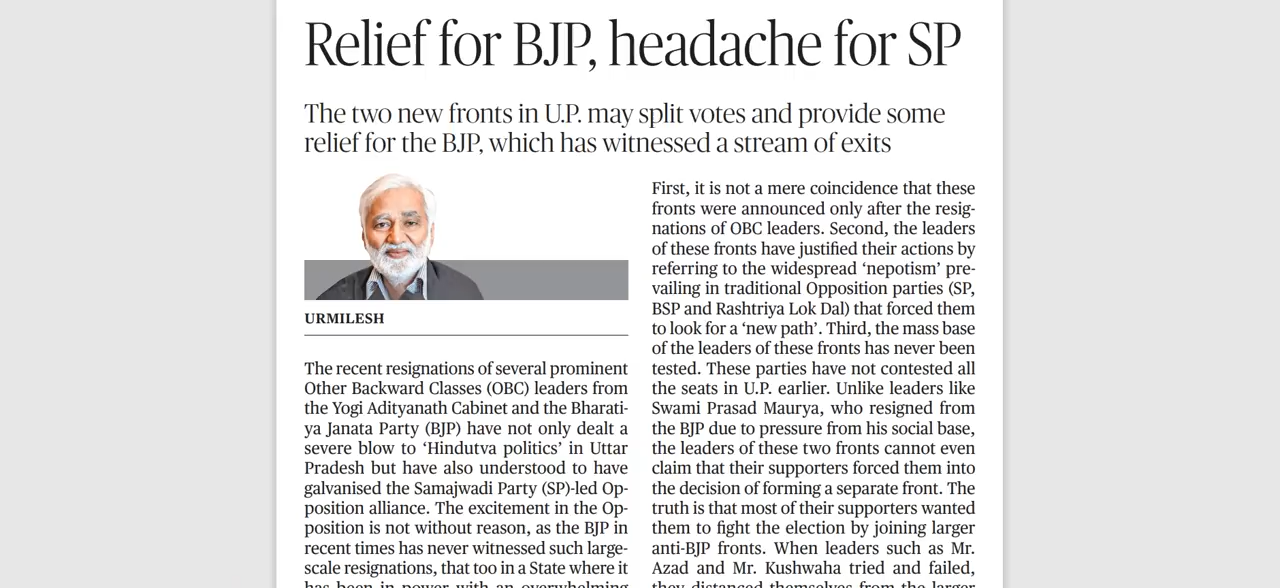 Relief for BJP, headache for SP
The two new fronts in U.P. may split votes and provide some
relief for the BJP, which has witnessed a stream of exits
URMILESH
The recent resignations of several prominent
Other Backward Classes (OBC) leaders from
the Yogi Adityanath Cabinet and the Bharati-
ya Janata Party (BJP) have not only dealt a
severe blow to ‘Hindutva politics’ in Uttar
Pradesh but have also understood to have
galvanised the Samajwadi Party (SP)-led Op-
position alliance. The excitement in the Op-
position is not without reason, as the BJP in
recent times has never witnessed such large-
scale resignations, that too in a State where it
has been in power with an overwhelming
First, it is not a mere coincidence that these
fronts were announced only after the resig-
nations of OBC leaders. Second, the leaders
of these fronts have justified their actions by
referring to the widespread ‘nepotism’ pre-
vailing in traditional Opposition parties (SP,
BSP and Rashtriya Lok Dal) that forced them
to look for a ‘new path’. Third, the mass base
of the leaders of these fronts has never been
tested. These parties have not contested all
the seats in U.P. earlier. Unlike leaders like
Swami Prasad Maurya, who resigned from
the BJP due to pressure from his social base,
the leaders of these two fronts cannot even
claim that their supporters forced them into
the decision of forming a separate front. The
truth is that most of their supporters wanted
them to fight the election by joining larger
anti-BJP fronts. When leaders such as Mr.
Azad and Mr. Kushwaha tried and failed,
they distanced themselves from the larger